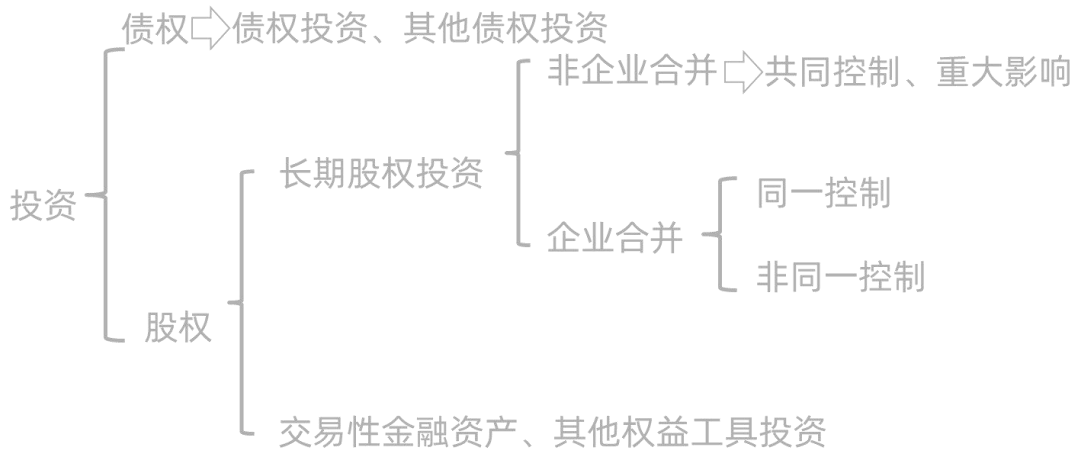 债权 债权投资、其他债权投资
非企业合并 共同控制、重大影响
长期股权投资
投资
同一控制
企业合并
非同一控制
股权
交易性金融资产、其他权益工具投资